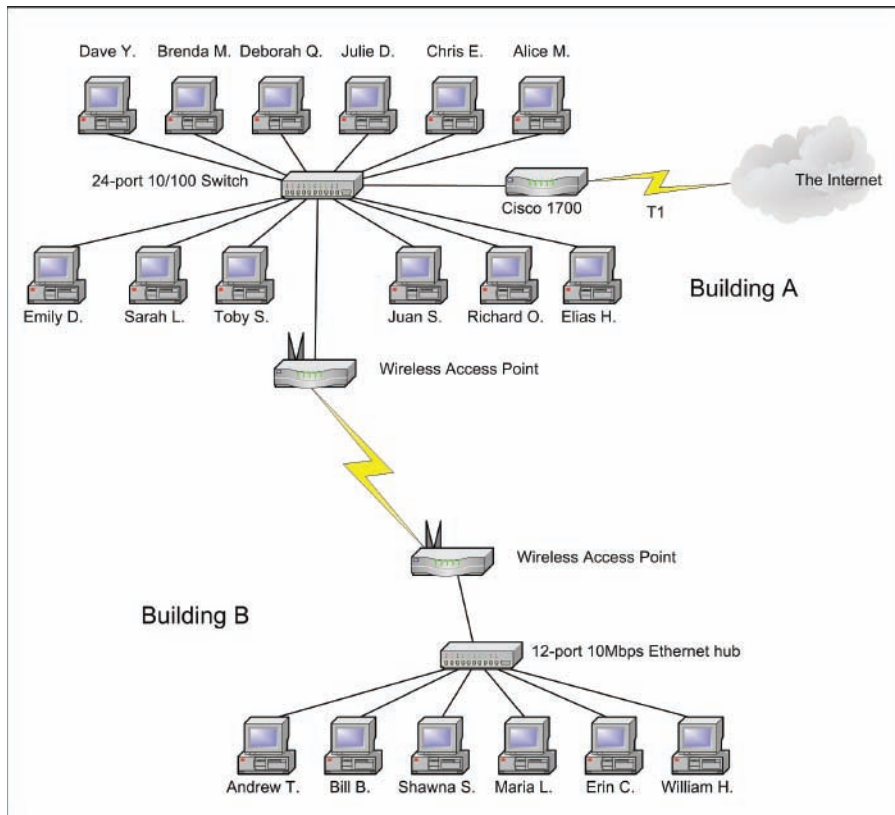 Dave Y. Brenda M. Deborah Q. Julie D. Chris E. Alice M.
24-port 10/100 Switch
Cisco 1700
T1
The Internet
Emily D. Sarah L. Toby S. Juan S. Richard O. Elias H.
Building A
Wireless Access Point
Wireless Access Point
Building B
12-port 10Mbps Ethernet hub
Andrew T. Bill B. Shawna S. Maria L. Erin C. William H.